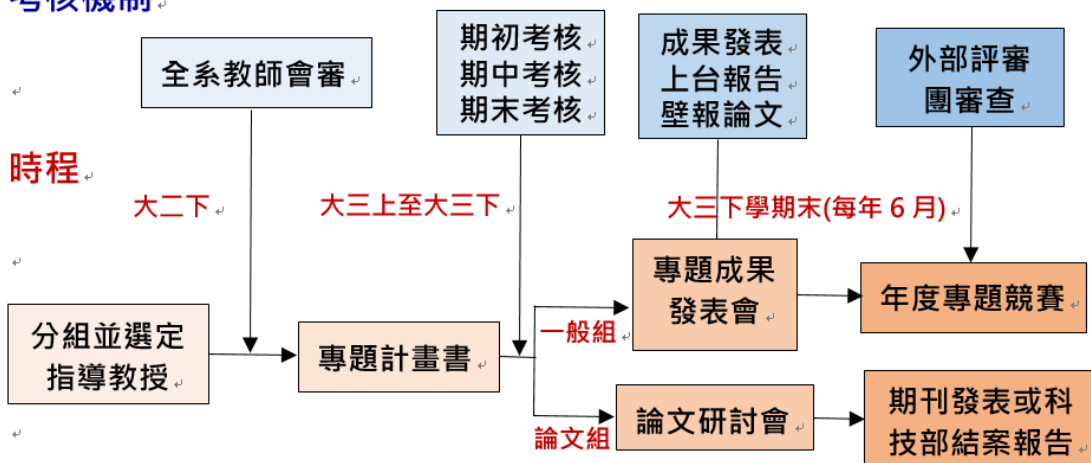 考核機制
全系教師會審
期初考核
期中考核
期末考核
成果發表
上台報告
壁報論文
外部評審
團審查
時程
大二下
大三上至大三下
大三下學期末(每年 6 月)
分組並選定
指導教授
專題計畫書
一般組
專題成果
發表會
年度專題競賽
論文組
論文研討會
期刊發表或科
技部結案報告